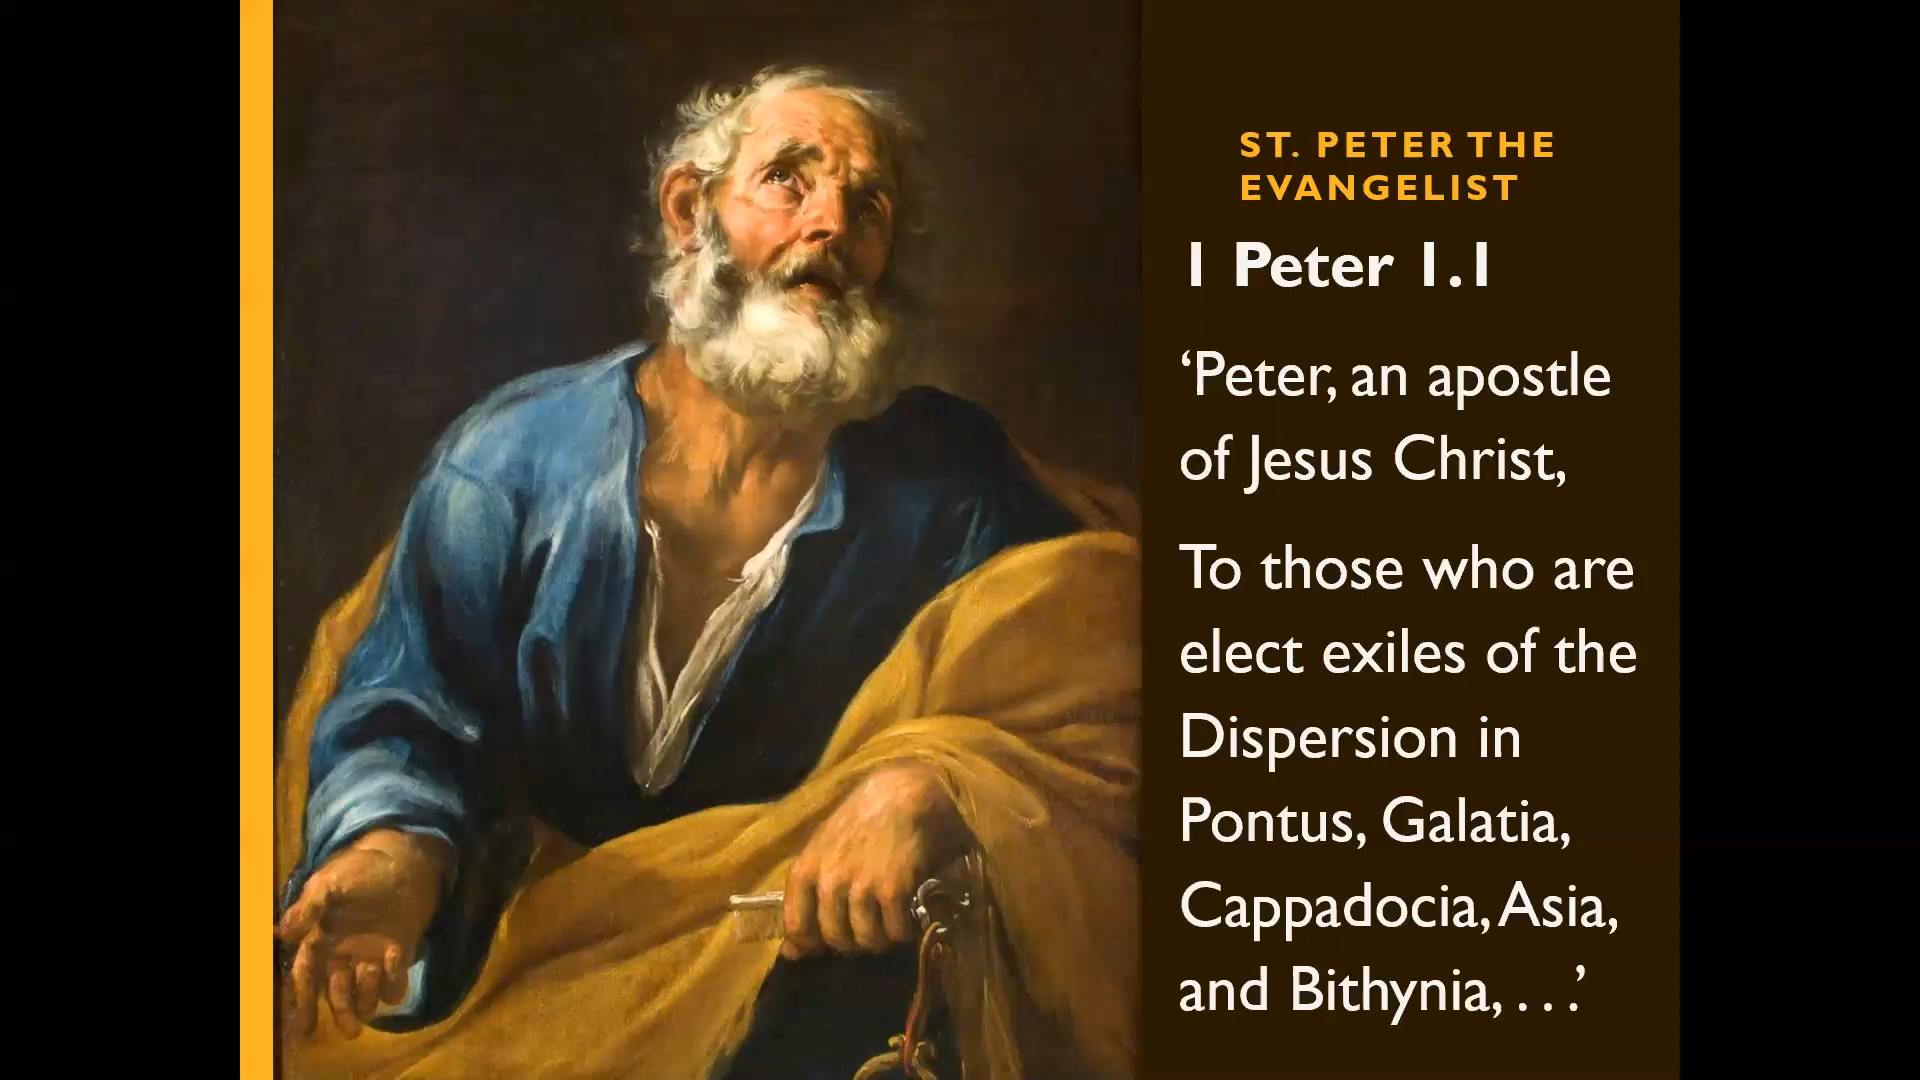 ST. PETER THE
EVANGELIST
1 Peter 1.1
‘Peter, an apostle
of Jesus Christ,
To those who are
elect exiles of the
Dispersion in
Pontus, Galatia,
Cappadocia, Asia,
and Bithynia, . . .’